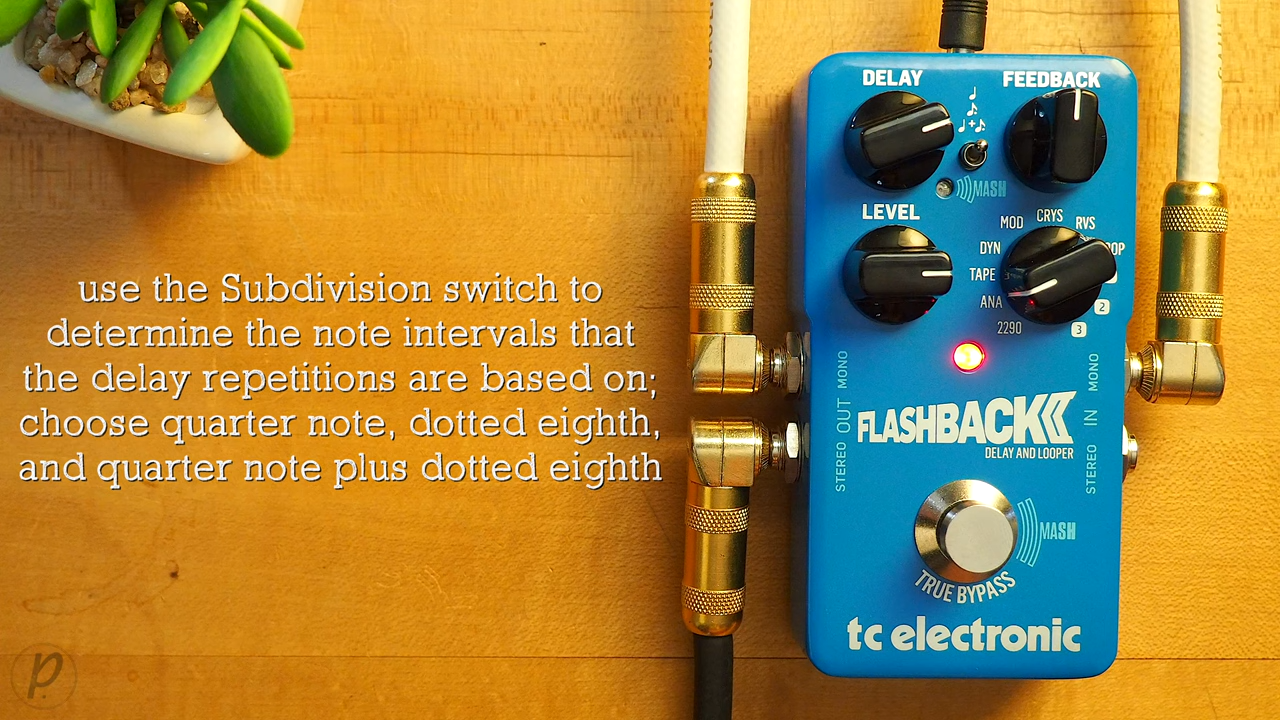 use the Subdivision switch to
determine the note intervals that
the delay repetitions are based on;
choose quarter note, dotted eighth,
and quarter note plus dotted eighth
DELAY
FEEDBACK
MASH
LEVEL
MOD
CRYS
RVS
DYN
TAPE
ANA
2
2290
3
STEREO OUT MONO
STEREO IN MONO
FLASHBACK
DELAY AND LOOPER
MASH
TRUE BYPASS
tc electronic
p